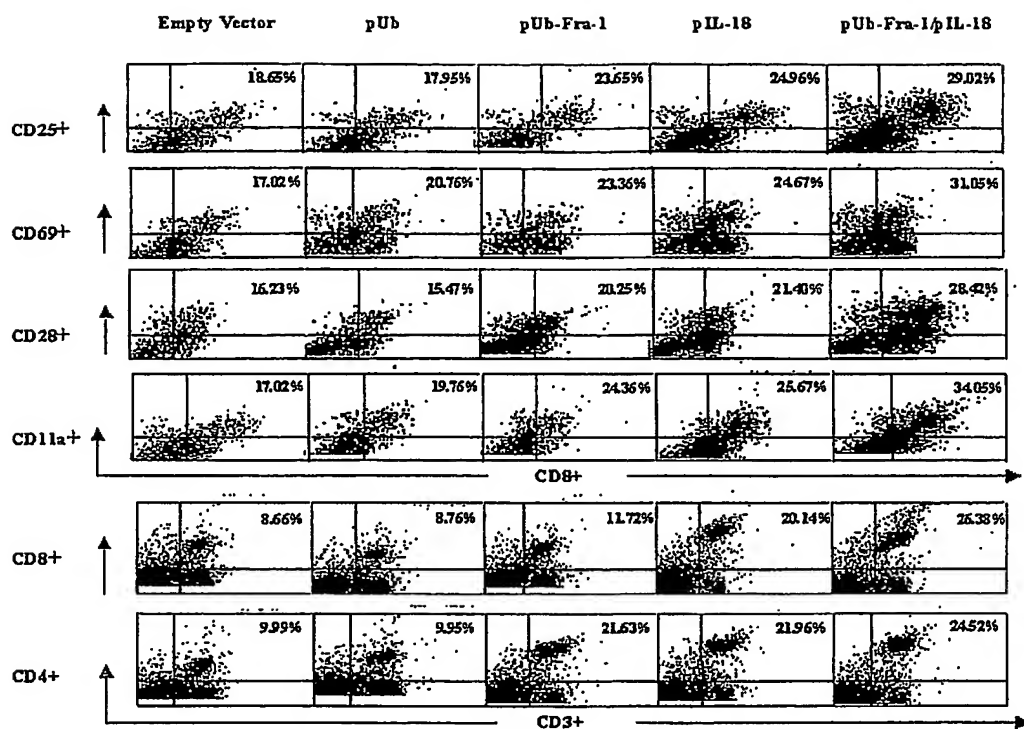 Empty Vector pUb pUb-Fra-1 pIL-18 pUb-Fra-1/pIL-18
CD25+ 18.65% 17.95% 23.65% 24.96% 29.02%
CD69+ 17.02% 20.76% 23.36% 24.67% 31.05%
CD28+ 16.23% 15.47% 20.25% 21.40% 28.42%
CD11a+ 17.02% 19.76% 24.36% 25.67% 34.05%
CD8+
CD8+ 8.66% 8.76% 11.72% 20.14% 26.38%
CD4+ 9.99% 9.95% 21.63% 21.96% 24.52%
CD3+